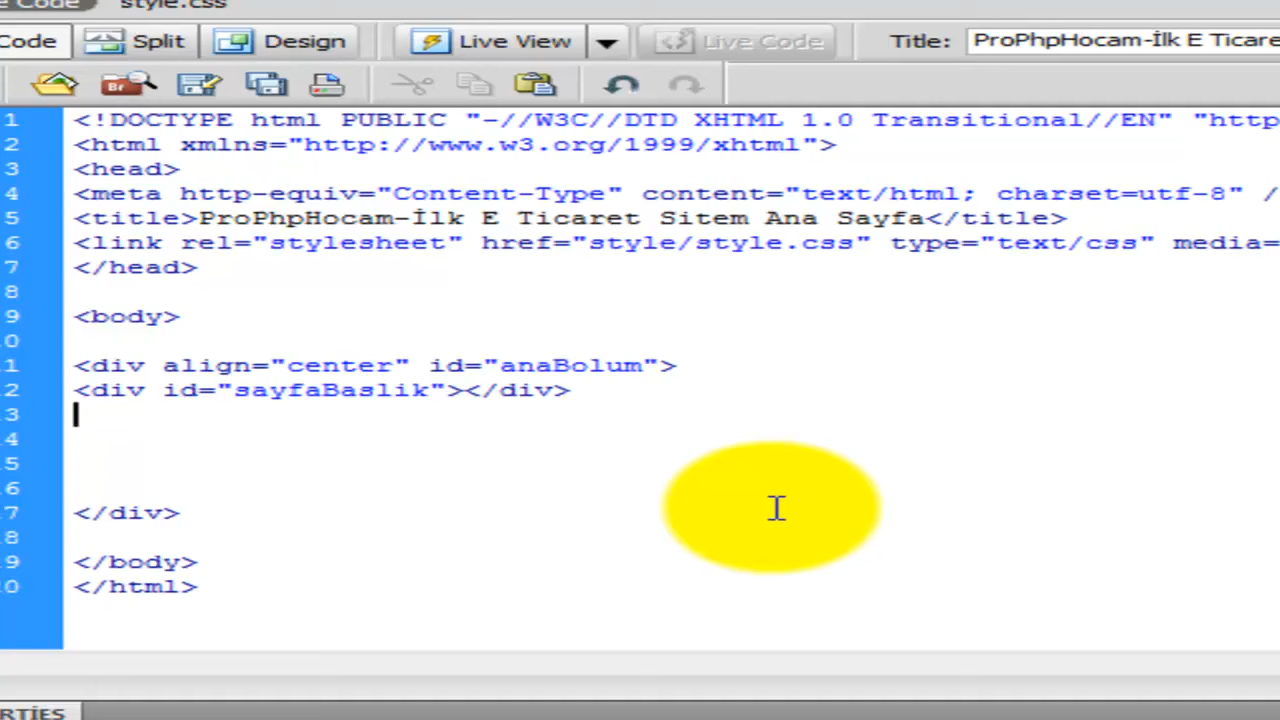 Code style.css
Code Split Design Live View Live Code Title: ProPhpHocam-İlk E Ticare
Br
1 <!DOCTYPE html PUBLIC "-//W3C//DTD XHTML 1.0 Transitional//EN" "http
2 <html xmlns="http://www.w3.org/1999/xhtml">
3 <head>
4 <meta http-equiv="Content-Type" content="text/html; charset=utf-8" /
5 <title>ProPhpHocam-İlk E Ticaret Sitem Ana Sayfa</title>
6 <link rel="stylesheet" href="style/style.css" type="text/css" media=
7 </head>
8
9 <body>
0
1 <div align="center" id="anaBolum">
2 <div id="sayfaBaslik"></div>
3
4
5
6
7 </div>
8
9 </body>
0 </html>
RTİES